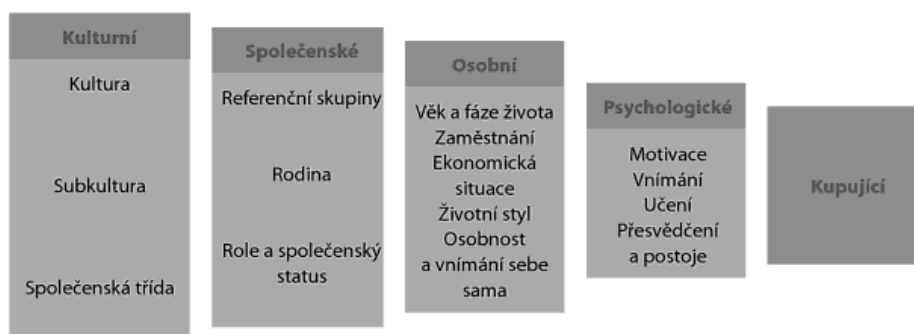 Kulturní
Kultura
Subkultura
Společenská třída
Společenské
Referenční skupiny
Rodina
Role a společenský
status
Osobní
Věk a fáze života
Zaměstnání
Ekonomická
situace
Životní styl
Osobnost
a vnímání sebe
sama
Psychologické
Motivace
Vnímání
Učení
Přesvědčení
a postoje
Kupující